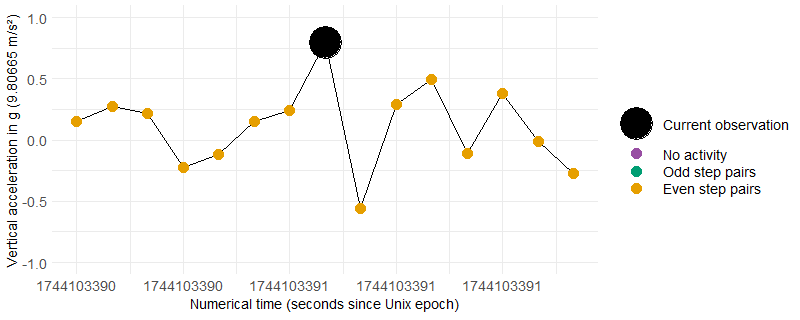 Vertical acceleration in g (9.80665 m/s²)
1.0
0.5
0.0
-0.5
-1.0
1744103390 1744103390 1744103391 1744103391 1744103391
Numerical time (seconds since Unix epoch)
Current observation
No activity
Odd step pairs
Even step pairs